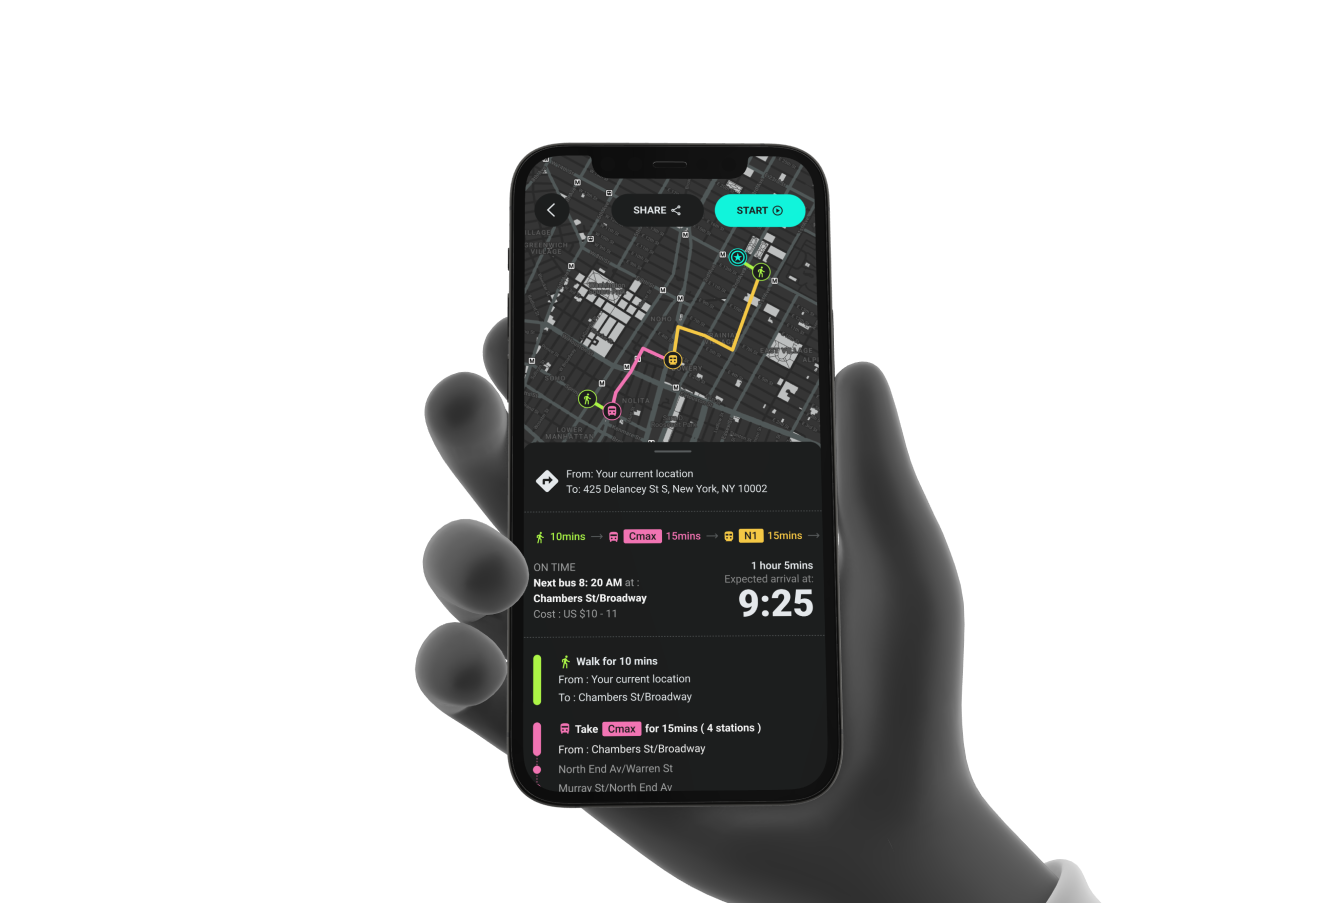 SHARE
START
GREENWICH
VILLAGE
NOHO
EAST VILLAGE
SOHO
NOLITA
LOWER
MANHATTAN
From: Your current location
To: 425 Delancey St S, New York, NY 10002
10mins → Cmax 15mins → N1 15mins →
ON TIME
1 hour 5mins
Next bus 8: 20 AM at :
Expected arrival at:
Chambers St/Broadway
9:25
Cost : US $10 - 11
Walk for 10 mins
From : Your current location
To : Chambers St/Broadway
Take Cmax for 15mins ( 4 stations )
From : Chambers St/Broadway
North End Av/Warren St
Murray St/North End Av